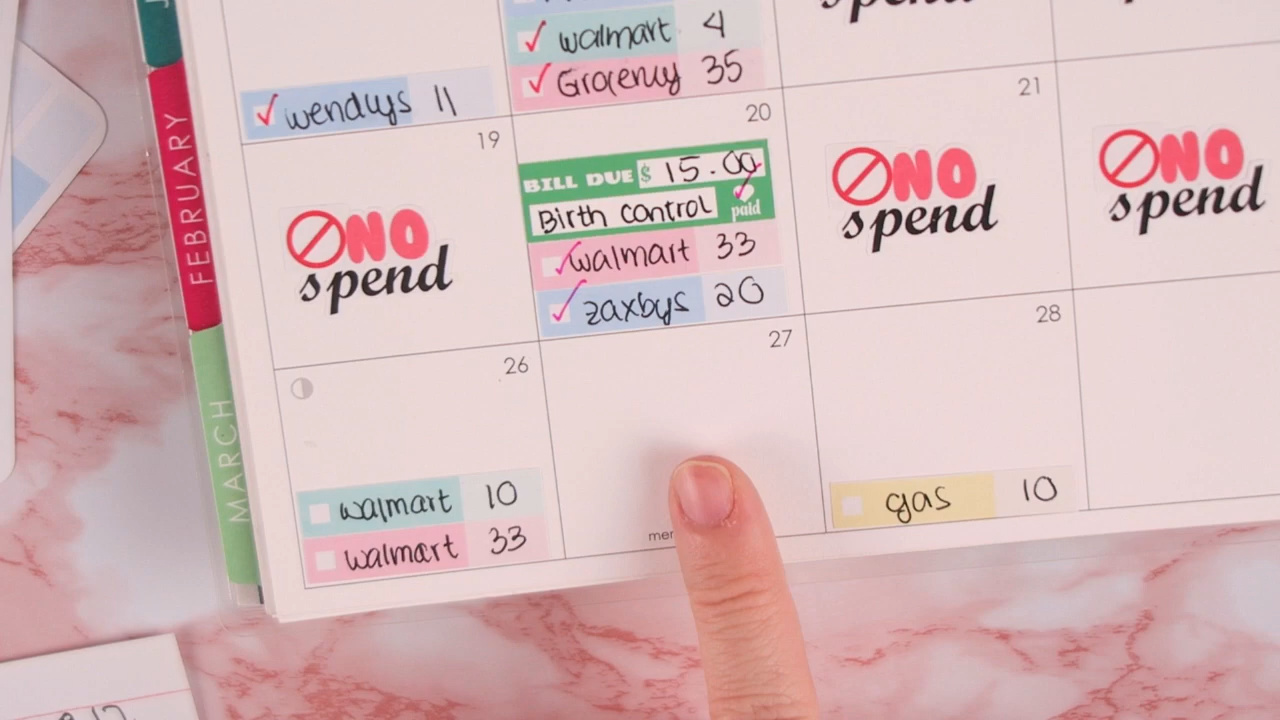 spend
walmart 4
Grocery 35
wendys 11
19
20
21
NO
spend
BILL DUE $ 15.00
Birth control paid
walmart 33
zaxbys 20
NO
spend
NO
spend
26
27
28
walmart 10
walmart 33
gas 10
FEBRUARY
MARCH